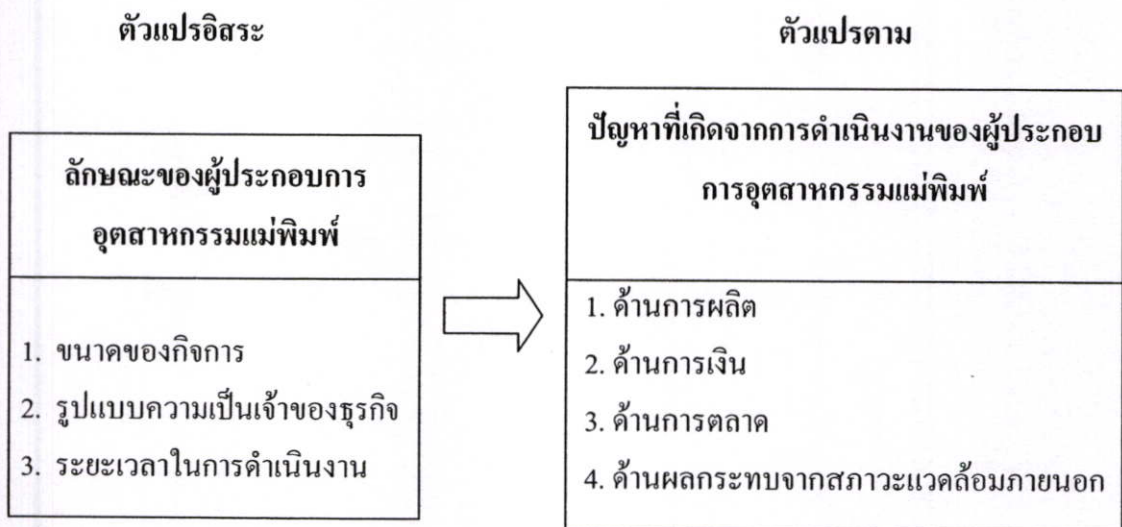 ตัวแปรอิสระ
ตัวแปรตาม
ลักษณะของผู้ประกอบการ
อุตสาหกรรมแม่พิมพ์
1. ขนาดของกิจการ
2. รูปแบบความเป็นเจ้าของธุรกิจ
3. ระยะเวลาในการดำเนินงาน
ปัญหาที่เกิดจากการดำเนินงานของผู้ประกอบ
การอุตสาหกรรมแม่พิมพ์
1. ด้านการผลิต
2. ด้านการเงิน
3. ด้านการตลาด
4. ด้านผลกระทบจากสภาวะแวดล้อมภายนอก